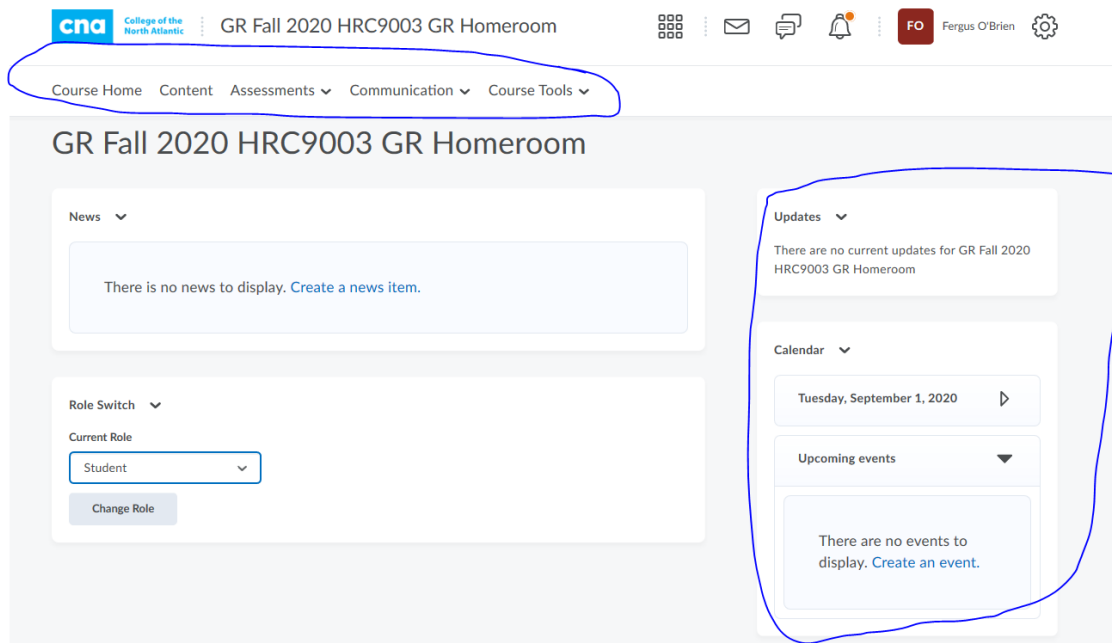 cna College of the
North Atlantic
GR Fall 2020 HRC9003 GR Homeroom
FO Fergus O'Brien
Course Home Content Assessments Communication Course Tools
GR Fall 2020 HRC9003 GR Homeroom
News
There is no news to display. Create a news item.
Role Switch
Current Role
Student
Change Role
Updates
There are no current updates for GR Fall 2020
HRC9003 GR Homeroom
Calendar
Tuesday, September 1, 2020
Upcoming events
There are no events to
display. Create an event.